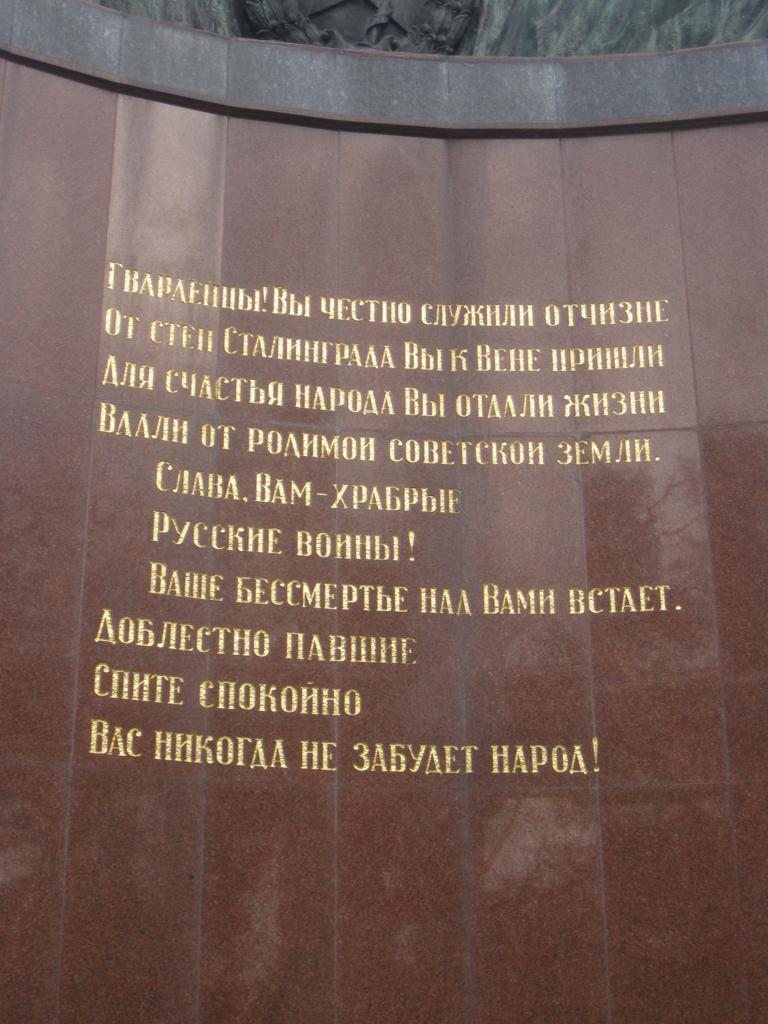 Гвардейцы! Вы честно служили отчизне
От стен Сталинграда Вы к Вене пришли
Для счастья народа Вы отдали жизни
Вдали от родимой советской земли.
Слава, Вам-храбрые
Русские воины!
Ваше бессмертье над Вами встает.
Доблестно павшие
Спите спокойно
Вас никогда не забудет народ!